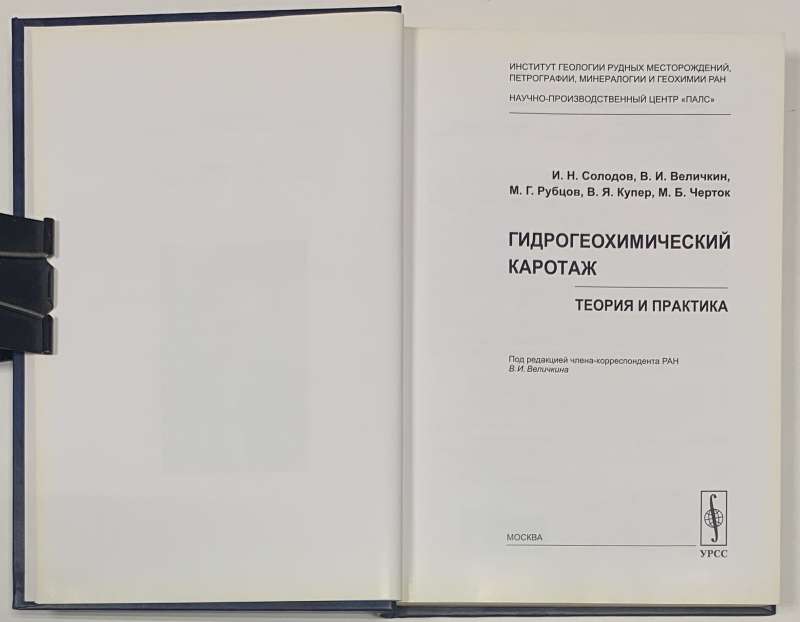 ИНСТИТУТ ГЕОЛОГИИ РУДНЫХ МЕСТОРОЖДЕНИЙ,
ПЕТРОГРАФИИ, МИНЕРАЛОГИИ И ГЕОХИМИИ РАН
НАУЧНО-ПРОИЗВОДСТВЕННЫЙ ЦЕНТР «ПАЛС»
И. Н. Солодов, В. И. Величкин,
М. Г. Рубцов, В. Я. Купер, М. Б. Черток
ГИДРОГЕОХИМИЧЕСКИЙ
КАРОТАЖ
ТЕОРИЯ И ПРАКТИКА
Под редакцией члена-корреспондента РАН
В. И. Величкина
МОСКВА
УРСС